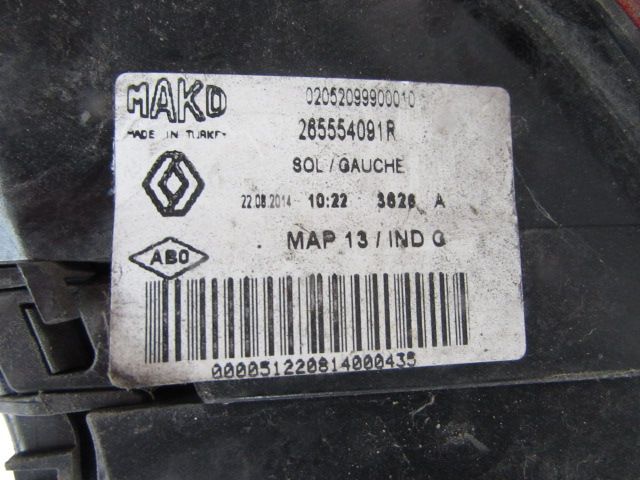 MAKO
02052099900010
MADE IN TURKEY
265554091R
SOL / GAUCHE
22.08.2014 10:22 3626 A
MAP 13 / IND G
ABO
000051220814000435